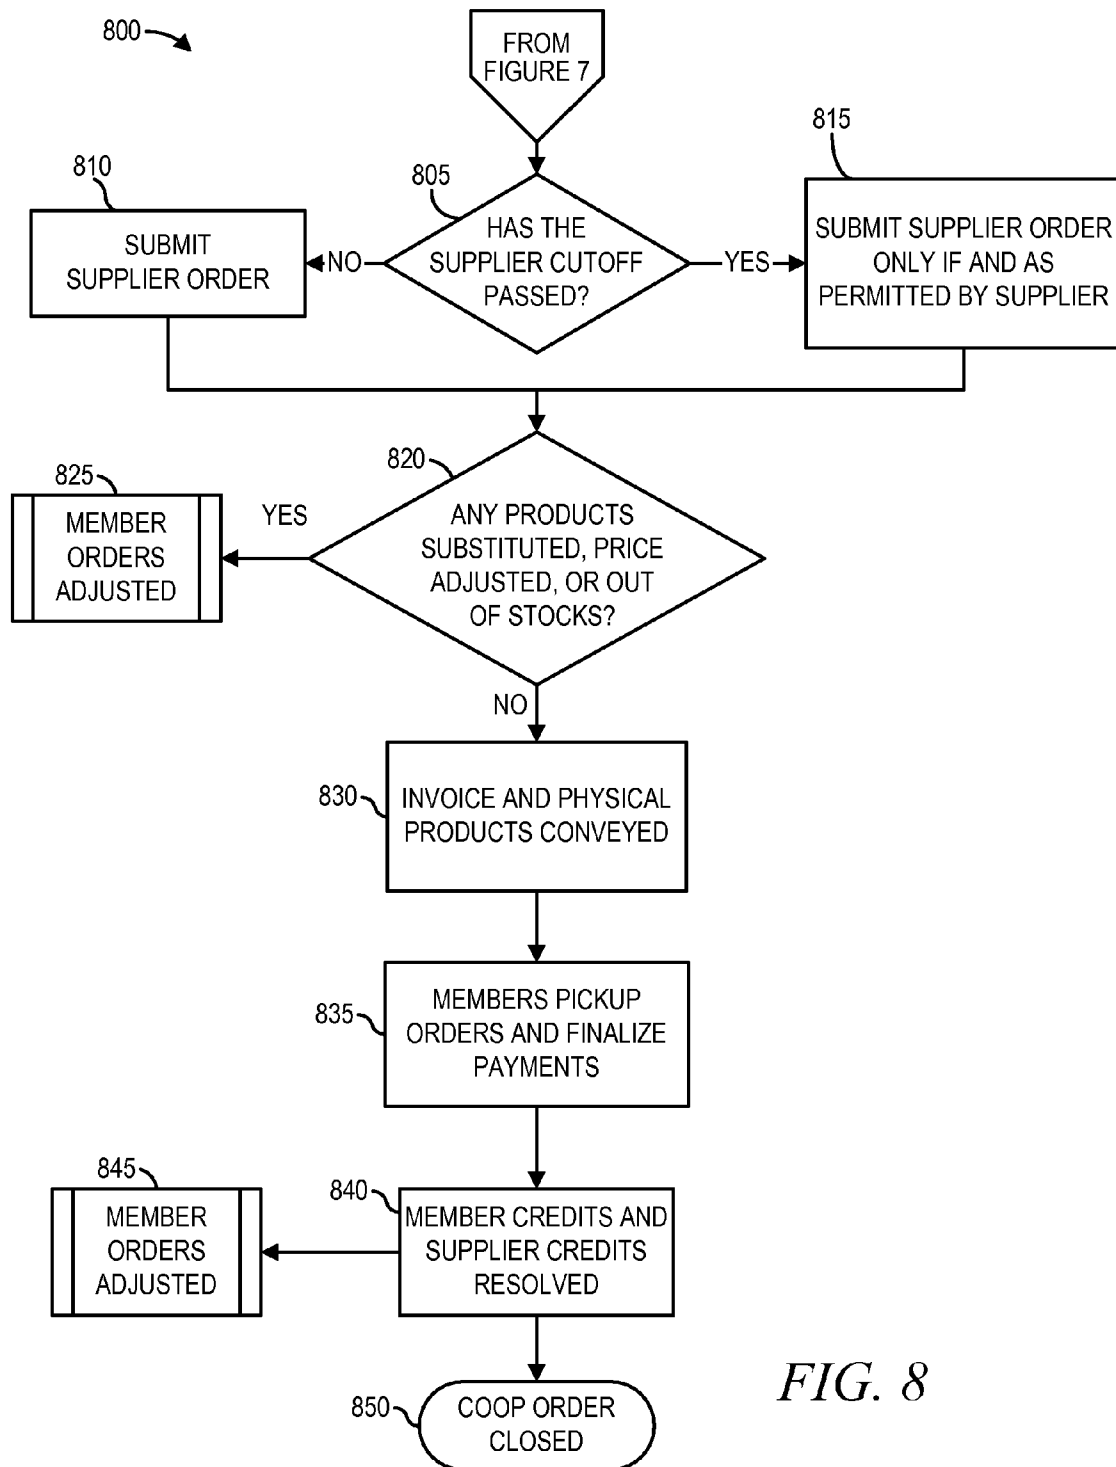 800
FROM
FIGURE 7
815
810
805
SUBMIT
SUPPLIER ORDER
NO
HAS THE
SUPPLIER CUTOFF
PASSED?
YES
SUBMIT SUPPLIER ORDER
ONLY IF AND AS
PERMITTED BY SUPPLIER
820
825
YES
MEMBER
ORDERS
ADJUSTED
ANY PRODUCTS
SUBSTITUTED, PRICE
ADJUSTED, OR OUT
OF STOCKS?
NO
830
INVOICE AND PHYSICAL
PRODUCTS CONVEYED
835
MEMBERS PICKUP
ORDERS AND FINALIZE
PAYMENTS
845
840
MEMBER
ORDERS
ADJUSTED
MEMBER CREDITS AND
SUPPLIER CREDITS
RESOLVED
850
COOP ORDER
CLOSED
FIG. 8